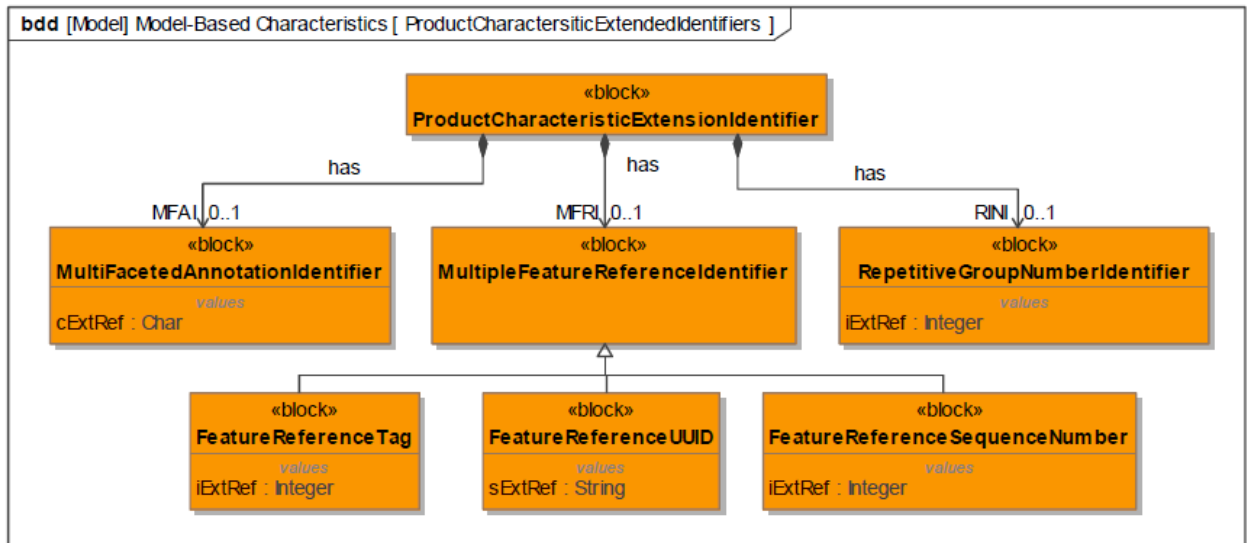 bdd [Model] Model-Based Characteristics [ ProductCharactersiticExtendedIdentifiers ]
«block»
ProductCharacteristicExtensionIdentifier
has
has
has
MFAI 0..1
MFRI 0..1
RINI 0..1
«block»
MultiFacetedAnnotationIdentifier
values
cExtRef : Char
«block»
MultipleFeatureReferenceIdentifier
«block»
RepetitiveGroupNumberIdentifier
values
iExtRef : Integer
«block»
FeatureReferenceTag
values
iExtRef : Integer
«block»
FeatureReferenceUUID
values
sExtRef : String
«block»
FeatureReferenceSequenceNumber
values
iExtRef : Integer